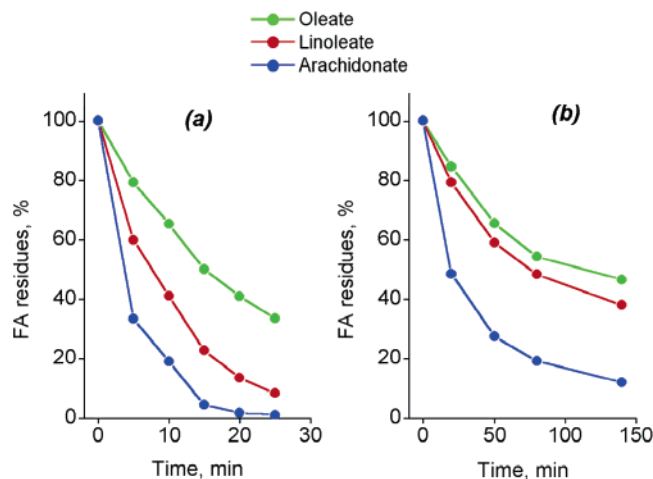 Oleate
Linoleate
Arachidonate
(a)
FA residues, %
100
80
60
40
20
0
0 10 20 30
Time, min
(b)
FA residues, %
100
80
60
40
20
0
0 50 100 150
Time, min